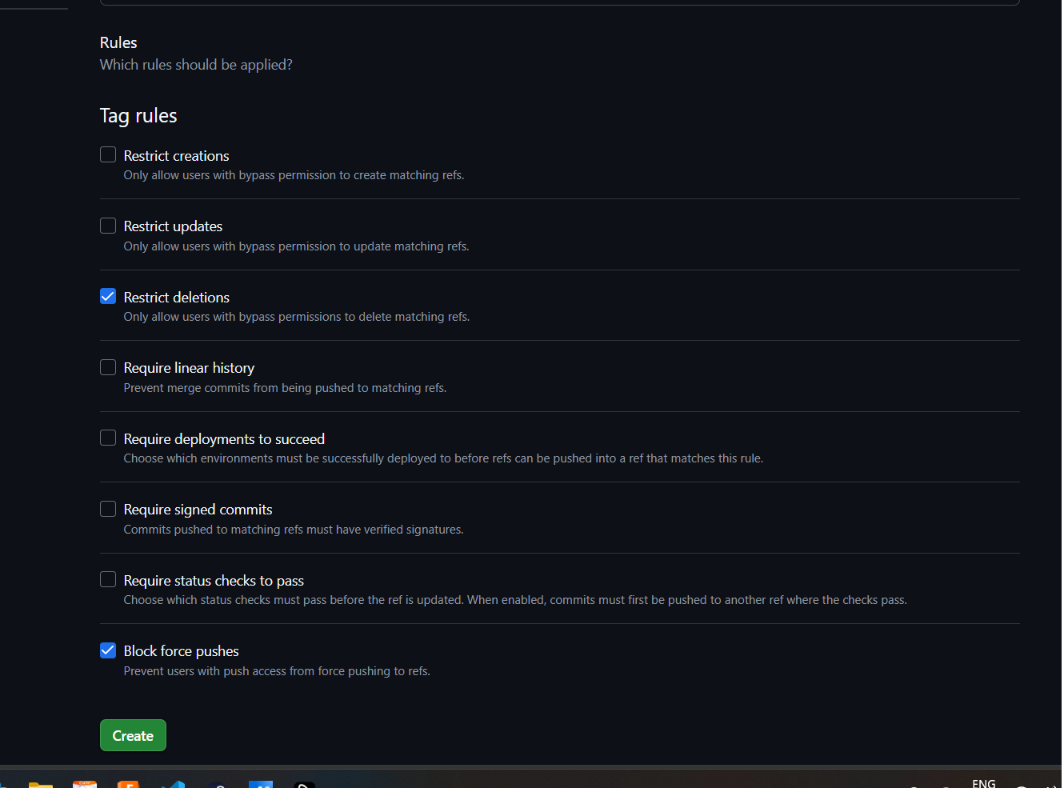 Rules
Which rules should be applied?
Tag rules
Restrict creations
Only allow users with bypass permission to create matching refs.
Restrict updates
Only allow users with bypass permission to update matching refs.
Restrict deletions
Only allow users with bypass permissions to delete matching refs.
Require linear history
Prevent merge commits from being pushed to matching refs.
Require deployments to succeed
Choose which environments must be successfully deployed to before refs can be pushed into a ref that matches this rule.
Require signed commits
Commits pushed to matching refs must have verified signatures.
Require status checks to pass
Choose which status checks must pass before the ref is updated. When enabled, commits must first be pushed to another ref where the checks pass.
Block force pushes
Prevent users with push access from force pushing to refs.
Create
ENG